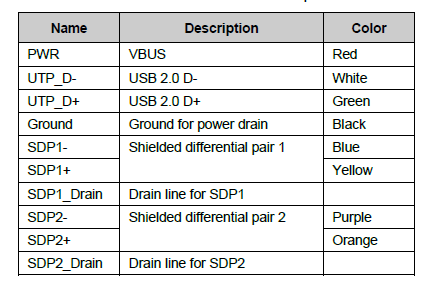 Name Description Color
PWR VBUS Red
UTP_D- USB 2.0 D- White
UTP_D+ USB 2.0 D+ Green
Ground Ground for power drain Black
SDP1- Shielded differential pair 1 Blue
SDP1+ Yellow
SDP1_Drain Drain line for SDP1
SDP2- Shielded differential pair 2 Purple
SDP2+ Orange
SDP2_Drain Drain line for SDP2